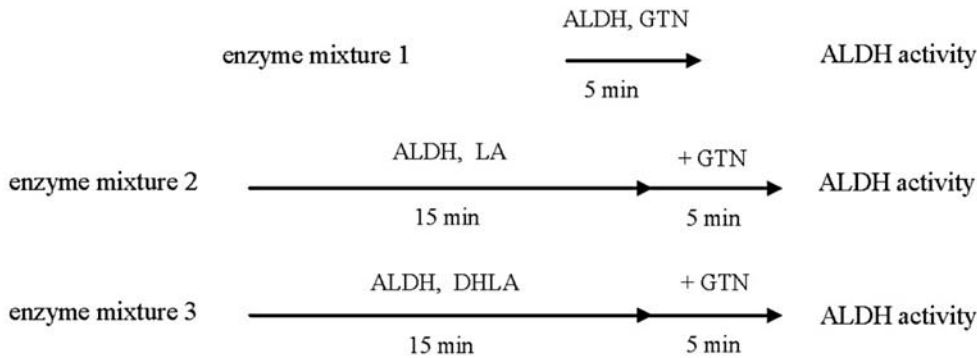 ALDH, GTN
enzyme mixture 1
ALDH activity
5 min
ALDH, LA
+ GTN
enzyme mixture 2
ALDH activity
15 min
5 min
ALDH, DHLA
+ GTN
enzyme mixture 3
ALDH activity
15 min
5 min